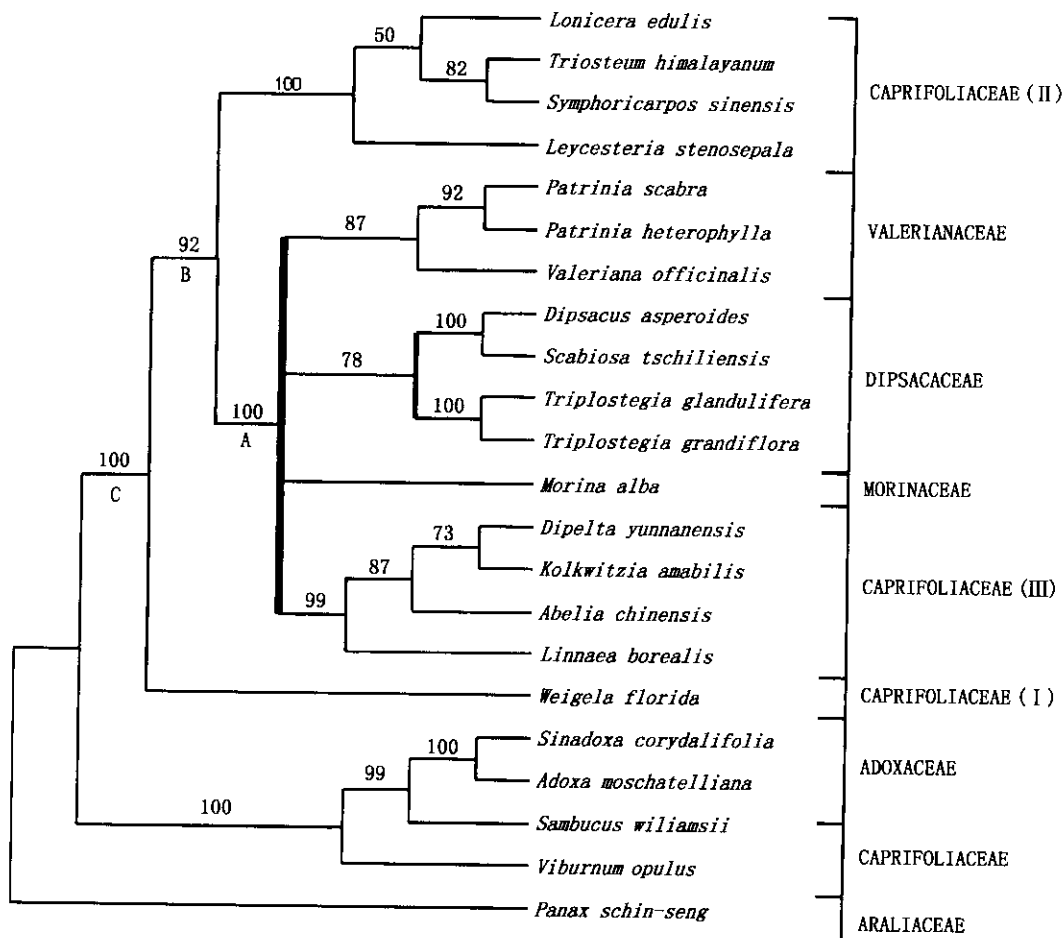 Lonicera edulis
50
Triosteum himalayanum
82
100
Symphoricarpos sinensis
CAPRIFOLIACEAE (II)
Leycesteria stenosepala
Patrinia scabra
92
87
Patrinia heterophylla
VALERIANACEAE
92
B
Valeriana officinalis
Dipsacus asperoides
100
Scabiosa tschiliensis
78
DIPSACACEAE
Triplostegia glandulifera
100
100
A
Triplostegia grandiflora
100
C
Morina alba
MORINACEAE
Dipelta yunnanensis
73
87
Kolkwitzia amabilis
CAPRIFOLIACEAE (III)
99
Abelia chinensis
Linnaea borealis
Weigela florida
CAPRIFOLIACEAE (I)
Sinadoxa corydalifolia
100
99
Adoxa moschatelliana
ADOXACEAE
100
Sambucus wiliamsii
Viburnum opulus
CAPRIFOLIACEAE
Panax schin-seng
ARALIACEAE